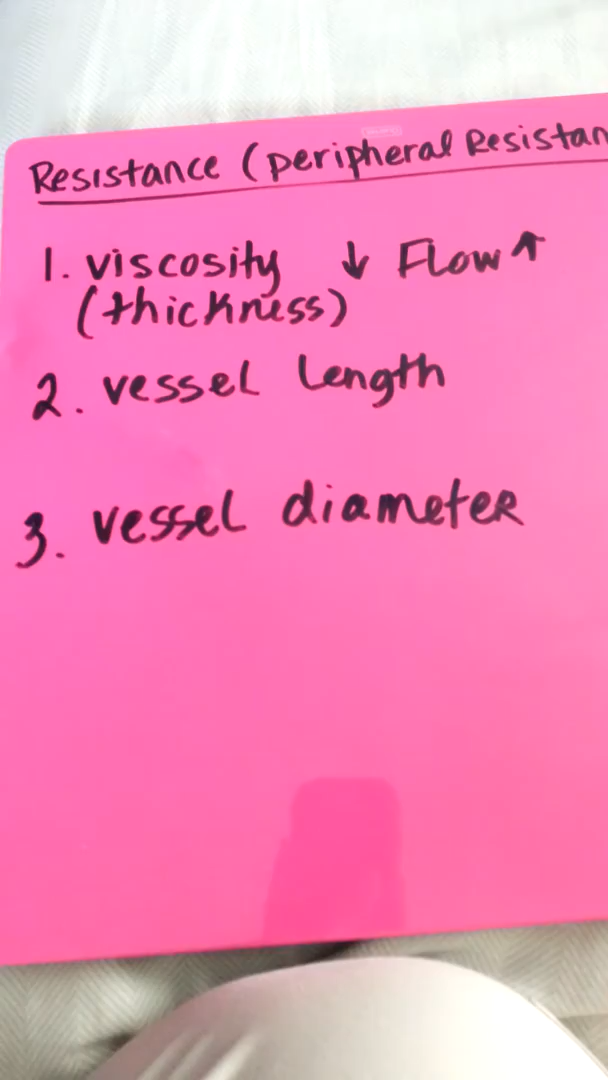 Resistance (peripheral Resistan
1. viscosity ↓ Flow ↑
(thickness)
2. vessel length
3. vessel diameter